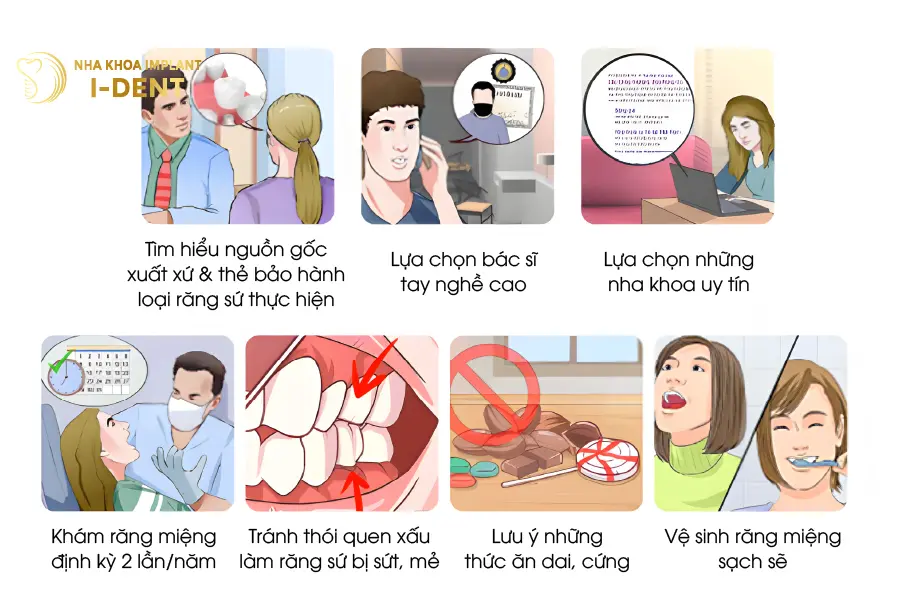 NHA KHOA IMPLANT
I-DENT
Tìm hiểu nguồn gốc
xuất xứ & thẻ bảo hành
loại răng sứ thực hiện
Lựa chọn bác sĩ
tay nghề cao
Lựa chọn những
nha khoa uy tín
Khám răng miệng
định kỳ 2 lần/năm
Tránh thói quen xấu
làm răng sứ bị sứt, mẻ
Lưu ý những
thức ăn dai, cứng
Vệ sinh răng miệng
sạch sẽ